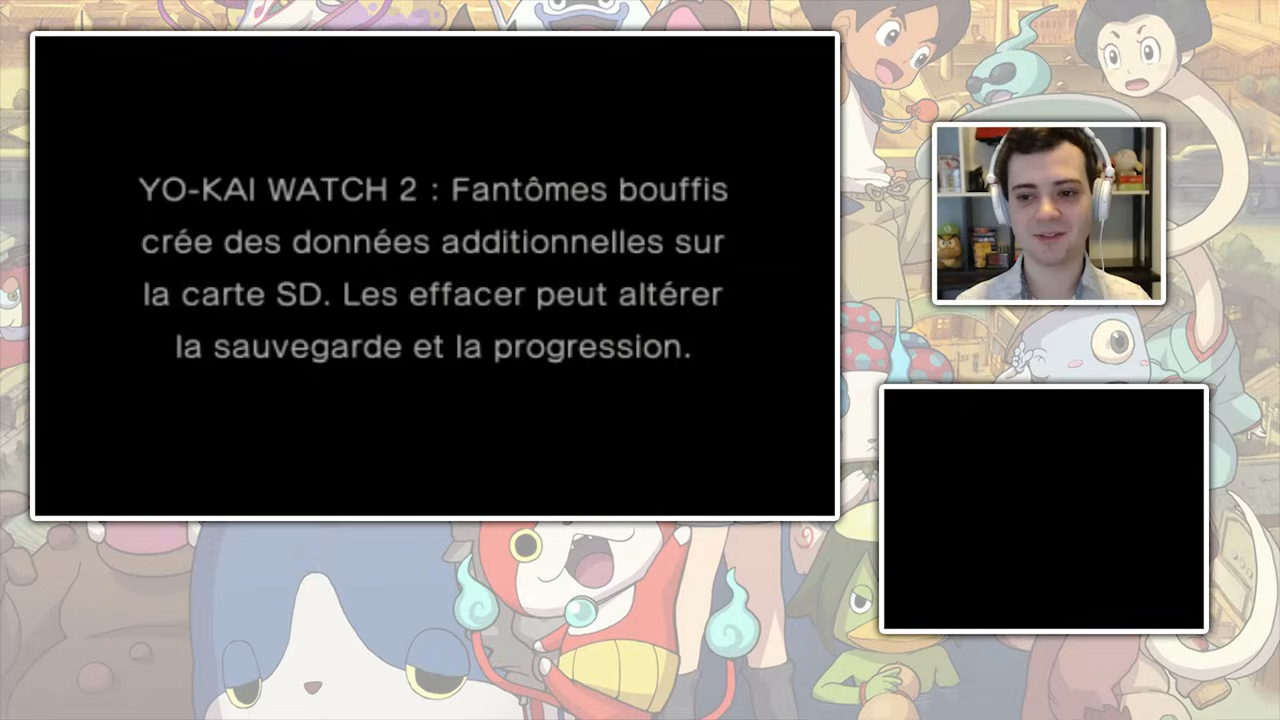 YO-KAI WATCH 2 : Fantômes bouffis
crée des données additionnelles sur
la carte SD. Les effacer peut altérer
la sauvegarde et la progression.